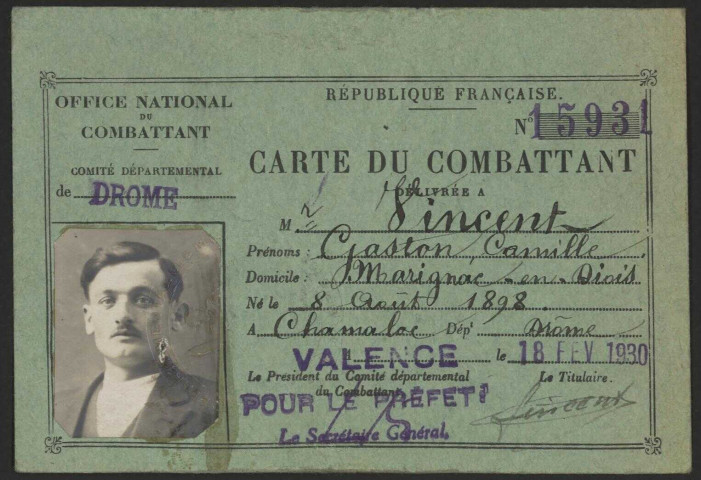 OFFICE NATIONAL
DU
COMBATTANT
COMITÉ DÉPARTEMENTAL
de DROME
RÉPUBLIQUE FRANÇAISE.
N° 15931
CARTE DU COMBATTANT
DÉLIVRÉE A
M r Vincent
Prénoms : Gaston, Camille
Domicile : Marignac-en-Diois
Né le 8 Août 1898
A Chamaloc Dépt Drôme
VALENCE le 18 FEV 1930
Le Président du Comité départemental
du Combattant,
Le Titulaire.
POUR LE PRÉFET:
Le Secrétaire Général,
Vincent